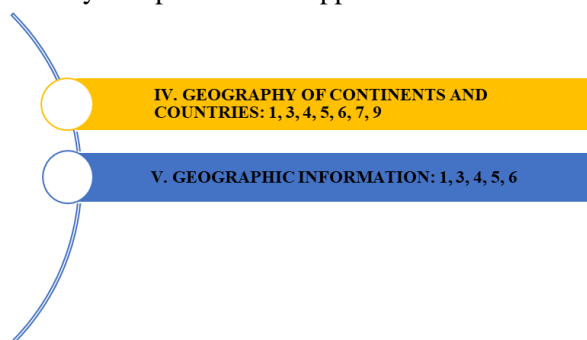 IV. GEOGRAPHY OF CONTINENTS AND
COUNTRIES: 1, 3, 4, 5, 6, 7, 9
V. GEOGRAPHIC INFORMATION: 1, 3, 4, 5, 6